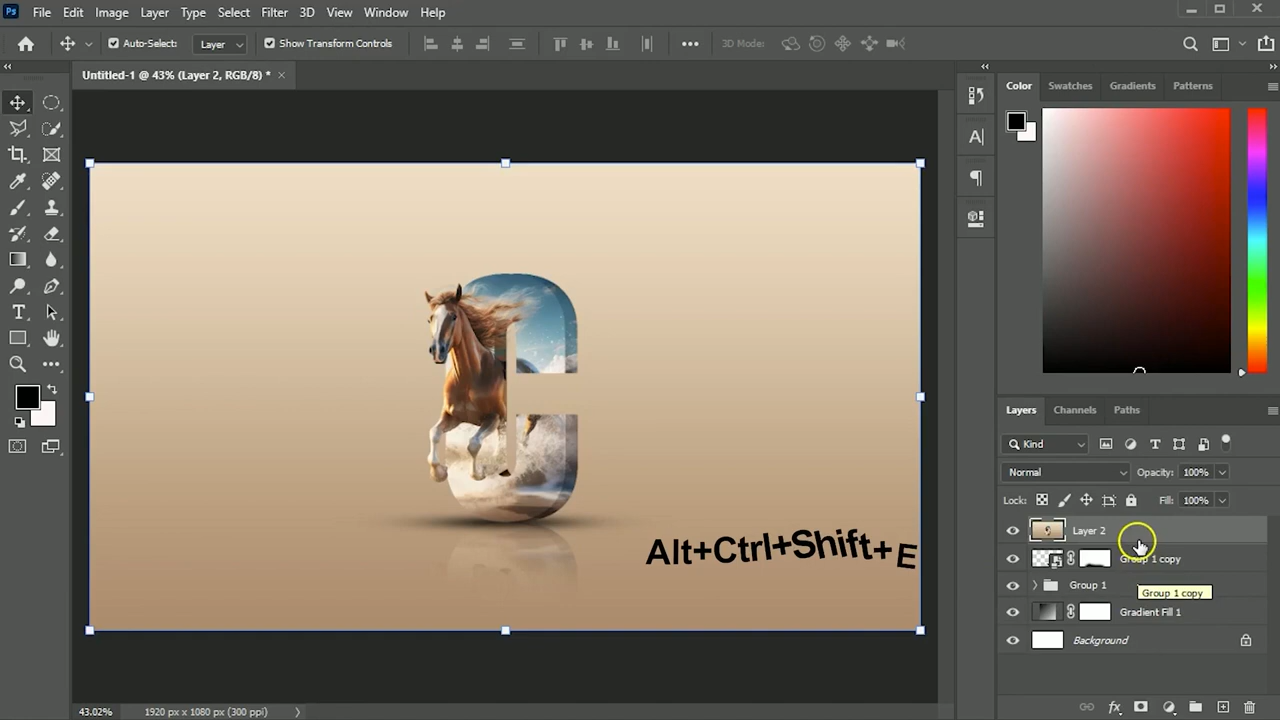 Ps File Edit Image Layer Type Select Filter 3D View Window Help
Auto-Select: Layer Show Transform Controls 3D Mode:
Untitled-1 @ 43% (Layer 2, RGB/8) *
Color Swatches Gradients Patterns
Layers Channels Paths
Kind
Normal Opacity: 100%
Lock: Fill: 100%
Layer 2
Group 1 copy
Group 1
Group 1 copy
Gradient Fill 1
Background
Alt+Ctrl+Shift+E
43.02% 1920 px x 1080 px (300 ppi)